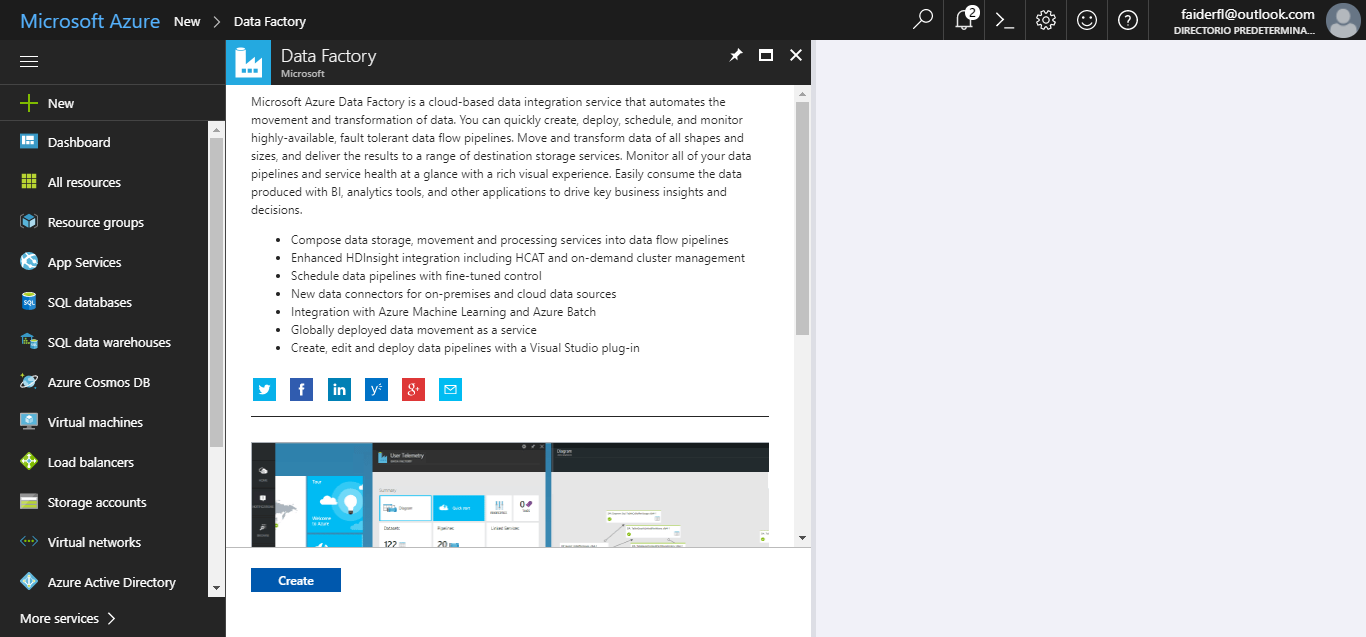 Microsoft Azure New > Data Factory
2
faiderfl@outlook.com
DIRECTORIO PREDETERMINA...
Data Factory
Microsoft
New
Dashboard
All resources
Resource groups
App Services
SQL databases
SQL data warehouses
Azure Cosmos DB
Virtual machines
Load balancers
Storage accounts
Virtual networks
Azure Active Directory
More services >
Microsoft Azure Data Factory is a cloud-based data integration service that automates the
movement and transformation of data. You can quickly create, deploy, schedule, and monitor
highly-available, fault tolerant data flow pipelines. Move and transform data of all shapes and
sizes, and deliver the results to a range of destination storage services. Monitor all of your data
pipelines and service health at a glance with a rich visual experience. Easily consume the data
produced with BI, analytics tools, and other applications to drive key business insights and
decisions.
• Compose data storage, movement and processing services into data flow pipelines
• Enhanced HDInsight integration including HCAT and on-demand cluster management
• Schedule data pipelines with fine-tuned control
• New data connectors for on-premises and cloud data sources
• Integration with Azure Machine Learning and Azure Batch
• Globally deployed data movement as a service
• Create, edit and deploy data pipelines with a Visual Studio plug-in
User Telemetry
Diagram
Tour
Welcome
to Azure
Summary
Diagram
Quick start
0
Datasets
Pipelines
Linked Services
122
20
Create